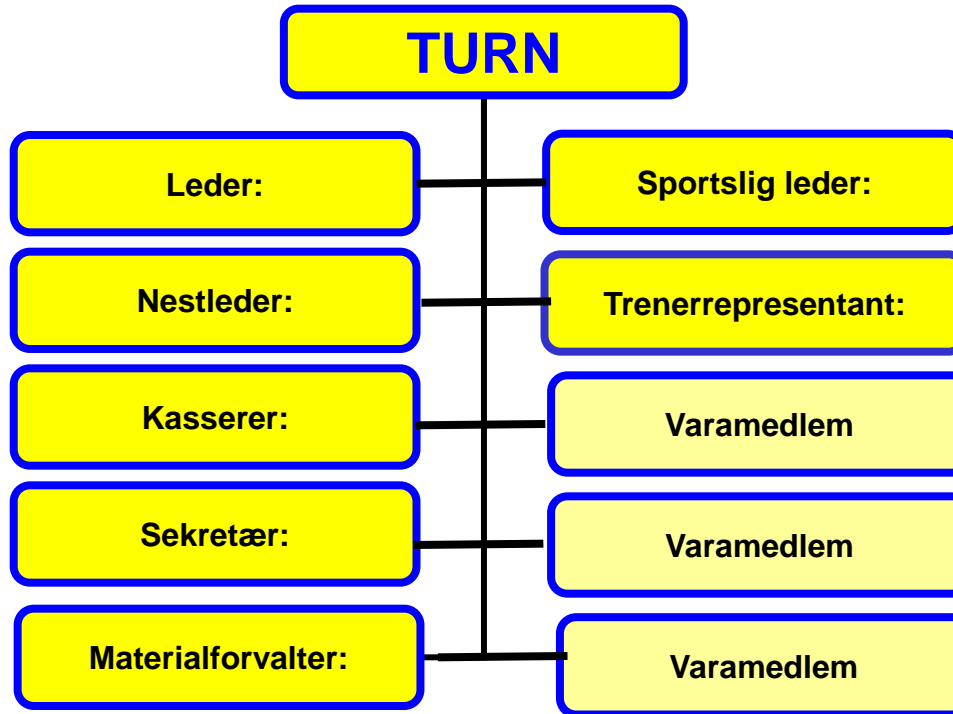 TURN
Leder:
Sportslig leder:
Nestleder:
Trenerrepresentant:
Kasserer:
Varamedlem
Sekretær:
Varamedlem
Materialforvalter:
Varamedlem